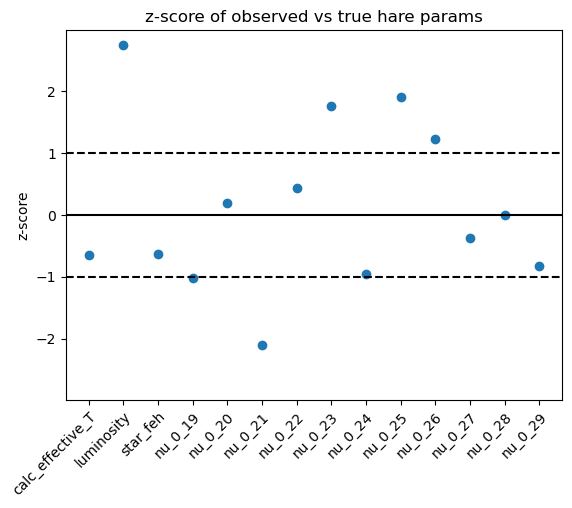 z-score of observed vs true hare params
z-score
2
1
0
−1
−2
calc_effective_T
luminosity
star_feh
nu_0_19
nu_0_20
nu_0_21
nu_0_22
nu_0_23
nu_0_24
nu_0_25
nu_0_26
nu_0_27
nu_0_28
nu_0_29